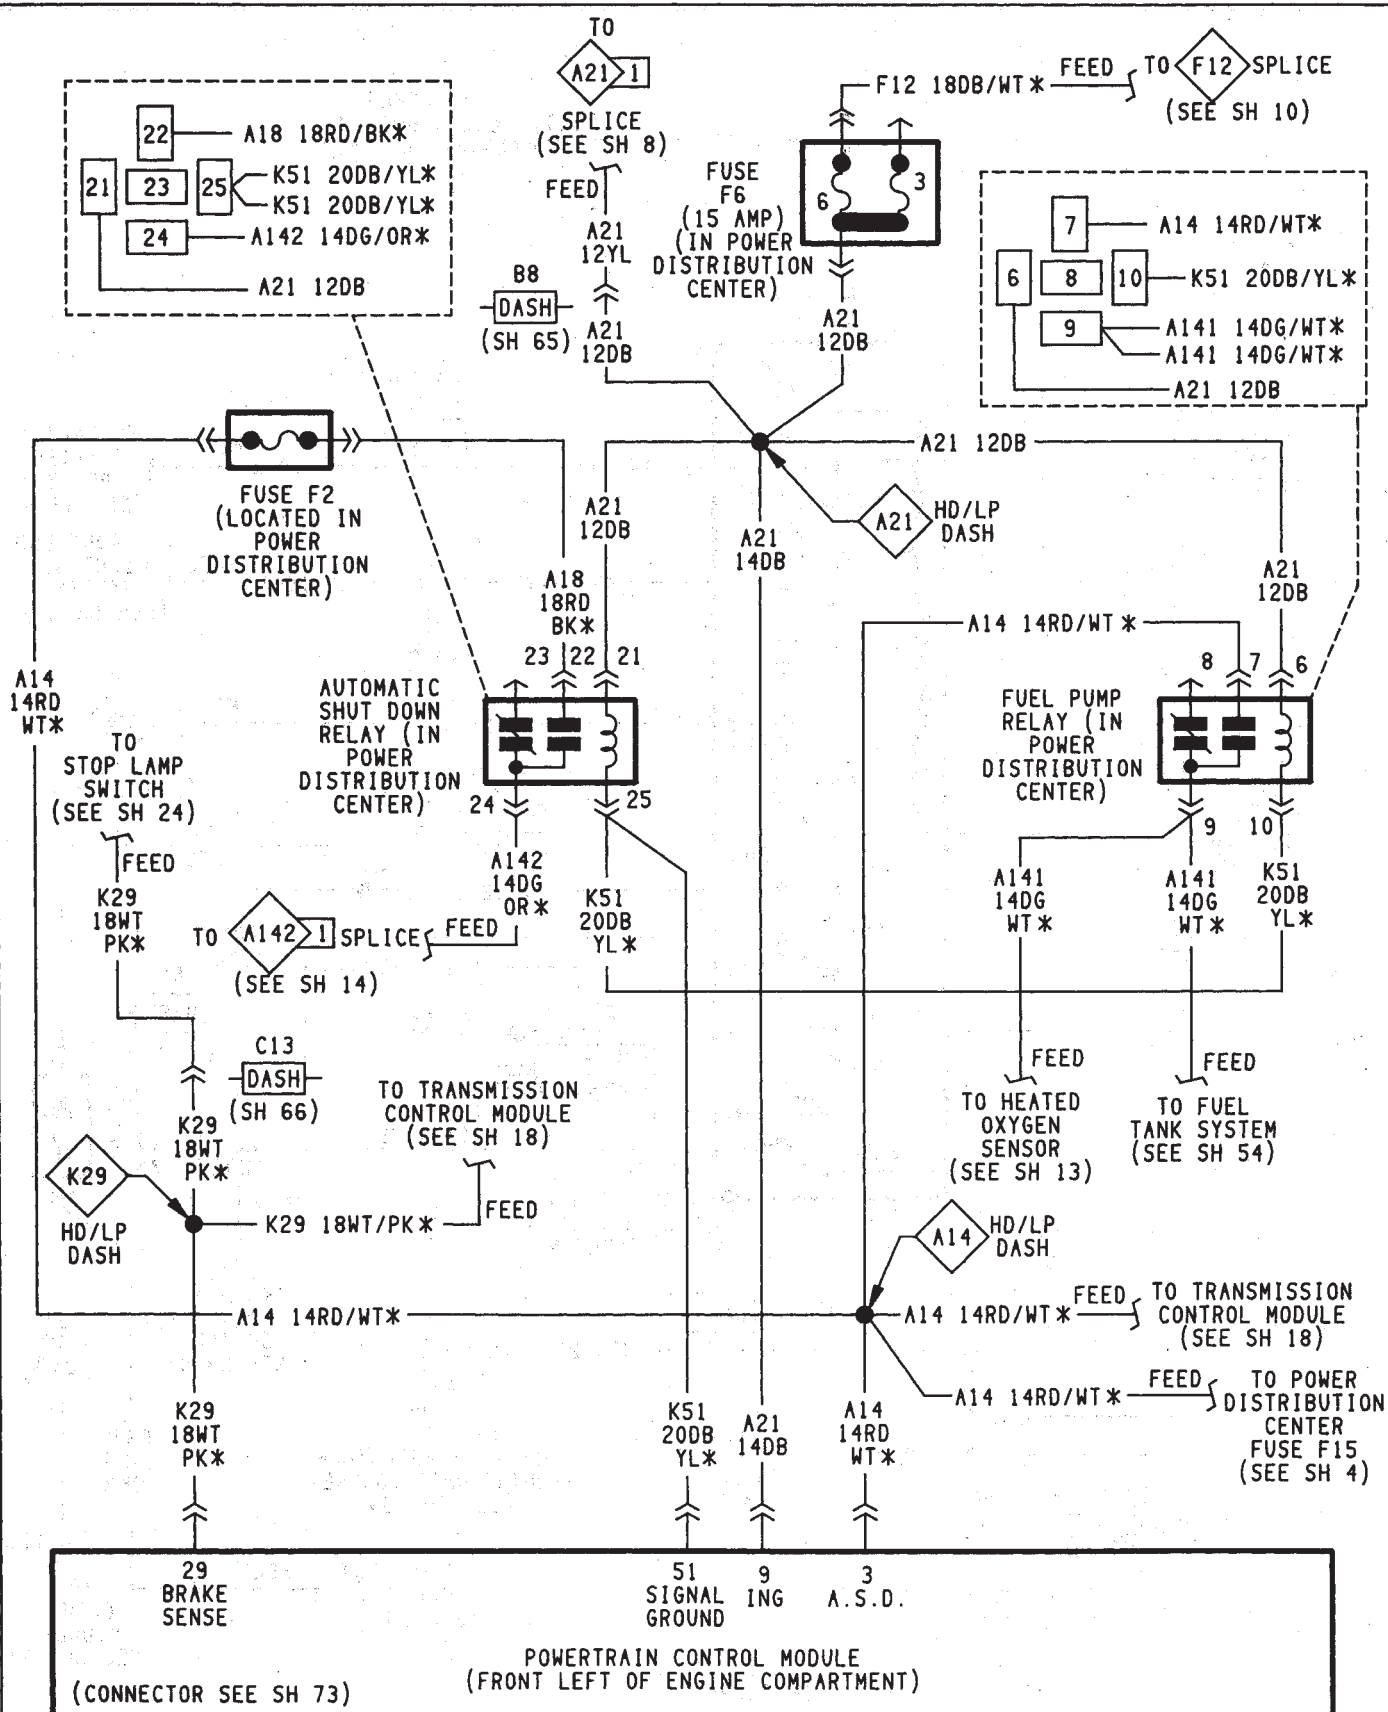 TO
A21 1
SPLICE
(SEE SH 8)
FEED
A21
12YL
B8
DASH
(SH 65)
A21
12DB
F12 18DB/WT*
FEED
TO F12 SPLICE
(SEE SH 10)
FUSE
F6
(15 AMP)
(IN POWER
DISTRIBUTION
CENTER)
6
3
A21
12DB
22
A18 18RD/BK*
21
23
25
K51 20DB/YL*
K51 20DB/YL*
24
A142 14DG/OR*
A21 12DB
7
A14 14RD/WT*
6
8
10
K51 20DB/YL*
9
A141 14DG/WT*
A141 14DG/WT*
A21 12DB
FUSE F2
(LOCATED IN
POWER
DISTRIBUTION
CENTER)
A21
12DB
A21
14DB
A21 12DB
A21
HD/LP
DASH
A21
12DB
A18
18RD
BK*
A14 14RD/WT*
A14
14RD
WT*
23
22
21
AUTOMATIC
SHUT DOWN
RELAY (IN
POWER
DISTRIBUTION
CENTER)
24
25
8
7
6
FUEL PUMP
RELAY (IN
POWER
DISTRIBUTION
CENTER)
9
10
TO
STOP LAMP
SWITCH
(SEE SH 24)
FEED
K29
18WT
PK*
A142
14DG
OR*
TO A142 1 SPLICE
FEED
(SEE SH 14)
K51
20DB
YL*
A141
14DG
WT*
A141
14DG
WT*
K51
20DB
YL*
C13
DASH
(SH 66)
K29
18WT
PK*
TO TRANSMISSION
CONTROL MODULE
(SEE SH 18)
FEED
FEED
TO HEATED
OXYGEN
SENSOR
(SEE SH 13)
FEED
TO FUEL
TANK SYSTEM
(SEE SH 54)
K29
HD/LP
DASH
K29 18WT/PK*
A14
HD/LP
DASH
A14 14RD/WT*
A14 14RD/WT*
FEED
TO TRANSMISSION
CONTROL MODULE
(SEE SH 18)
A14 14RD/WT*
FEED
TO POWER
DISTRIBUTION
CENTER
FUSE F15
(SEE SH 4)
K29
18WT
PK*
K51
20DB
YL*
A21
14DB
A14
14RD
WT*
29
BRAKE
SENSE
51
SIGNAL
GROUND
9
ING
3
A.S.D.
POWERTRAIN CONTROL MODULE
(FRONT LEFT OF ENGINE COMPARTMENT)
(CONNECTOR SEE SH 73)